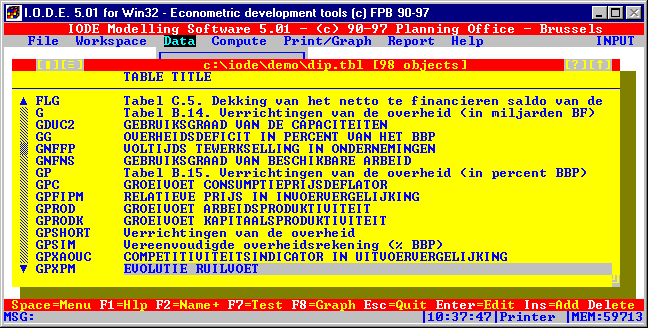 I.O.D.E. 5.01 for Win32 - Econometric development tools (c) FPB 90-97
IODE Modelling Software 5.01 - (c) 90-97 Planning Office - Brussels
File Workspace Data Compute Print/Graph Report Help INPUT
c:\iode\demo\dip.tbl [98 objects]
TABLE TITLE
FLG Tabel C.5. Dekking van het netto te financieren saldo van de
G Tabel B.14. Verrichtingen van de overheid (in miljarden BF)
GDUC2 GEBRUIKSGRAAD VAN DE CAPACITEITEN
GG OVERHEIDSDEFICIT IN PERCENT VAN HET BBP
GNFFP VOLTIJDS TEWERKSELLING IN ONDERNEMINGEN
GNFNS GEBRUIKSGRAAD VAN BESCHIKBARE ARBEID
GP Tabel B.15. Verrichtingen van de overheid (in percent BBP)
GPC GROEIVOET CONSUMPTIEPRIJSDEFLATOR
GPFIPM RELATIEVE PRIJS IN INVOERVERGELIJKING
GPROD GROEIVOET ARBEIDSPRODUKTIVITEIT
GPRODK GROEIVOET KAPITAALSPRODUKTIVITEIT
GPSHORT Verrichtingen van de overheid
GPSIM Vereenvoudigde overheidsrekening (% BBP)
GPXAOUC COMPETITIVITEITSINDICATOR IN UITVOERVERGELIJKING
GPXPM EVOLUTIE RUILVOET
Space=Menu F1=Hlp F2=Name+ F7=Test F8=Graph Esc=Quit Enter=Edit Ins=Add Delete
MSG: |10:37:47|Printer |MEM:59713